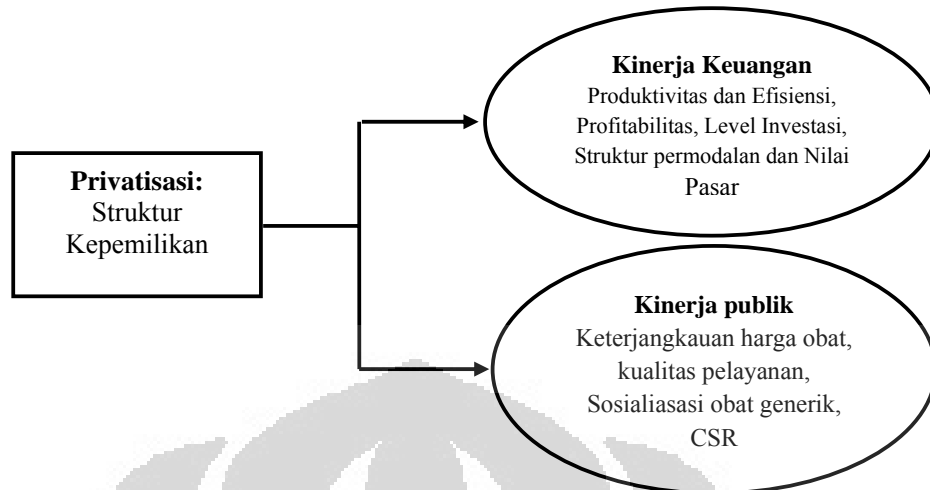 Privatisasi:
Struktur
Kepemilikan
Kinerja Keuangan
Produktivitas dan Efisiensi,
Profitabilitas, Level Investasi,
Struktur permodalan dan Nilai
Pasar
Kinerja publik
Keterjangkauan harga obat,
kualitas pelayanan,
Sosialiasasi obat generik,
CSR